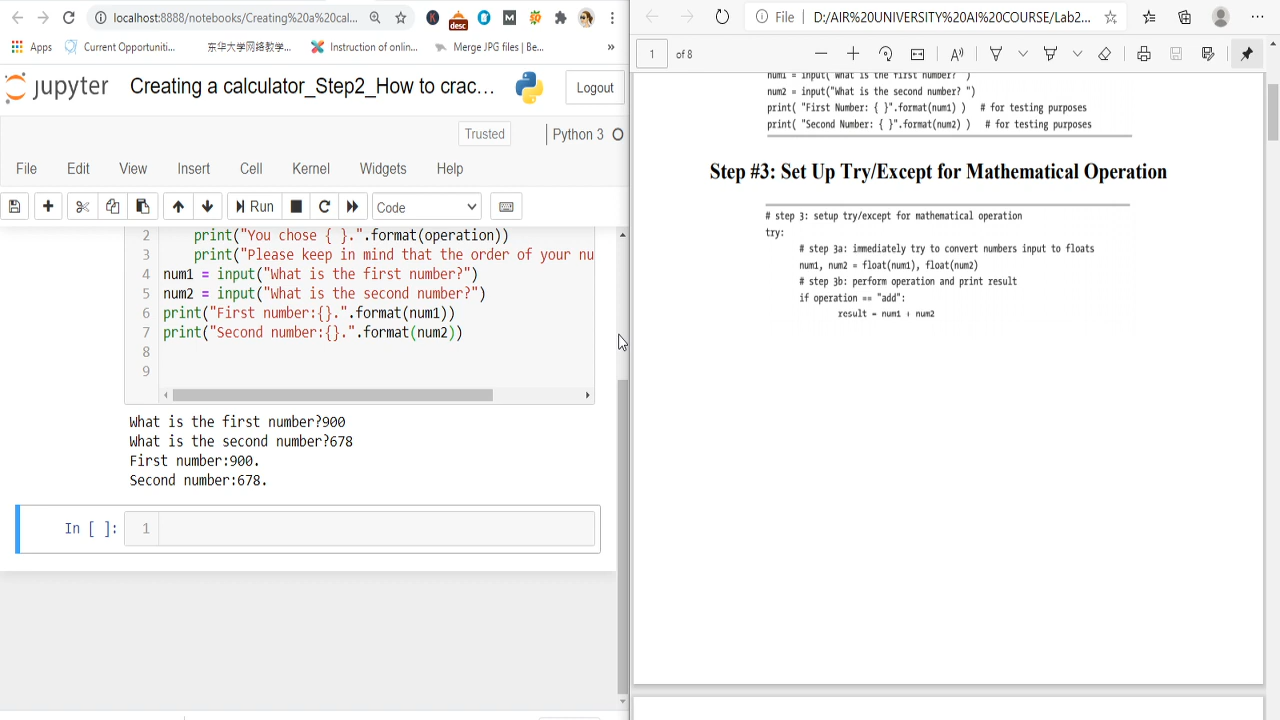 localhost:8888/notebooks/Creating%20a%20cal...
desc
Apps
Current Opportuniti...
东华大学网络教学...
Instruction of onlin...
Merge JPG files | Be...
»
jupyter
Creating a calculator_Step2_How to crac...
Logout
Trusted
Python 3
File Edit View Insert Cell Kernel Widgets Help
Run
Code
2 print("You chose { }.".format(operation))
3 print("Please keep in mind that the order of your nu
4 num1 = input("What is the first number?")
5 num2 = input("What is the second number?")
6 print("First number:{}.".format(num1))
7 print("Second number:{}.".format(num2))
8
9
What is the first number?900
What is the second number?678
First number:900.
Second number:678.
In [ ]: 1
File D:/AIR%20UNIVERSITY%20AI%20COURSE/Lab2...
1 of 8
num1 = input("What is the first number? ")
num2 = input("What is the second number? ")
print( "First Number: { }".format(num1) ) # for testing purposes
print( "Second Number: { }".format(num2) ) # for testing purposes
Step #3: Set Up Try/Except for Mathematical Operation
# step 3: setup try/except for mathematical operation
try:
# step 3a: immediately try to convert numbers input to floats
num1, num2 = float(num1), float(num2)
# step 3b: perform operation and print result
if operation == "add":
result = num1 + num2